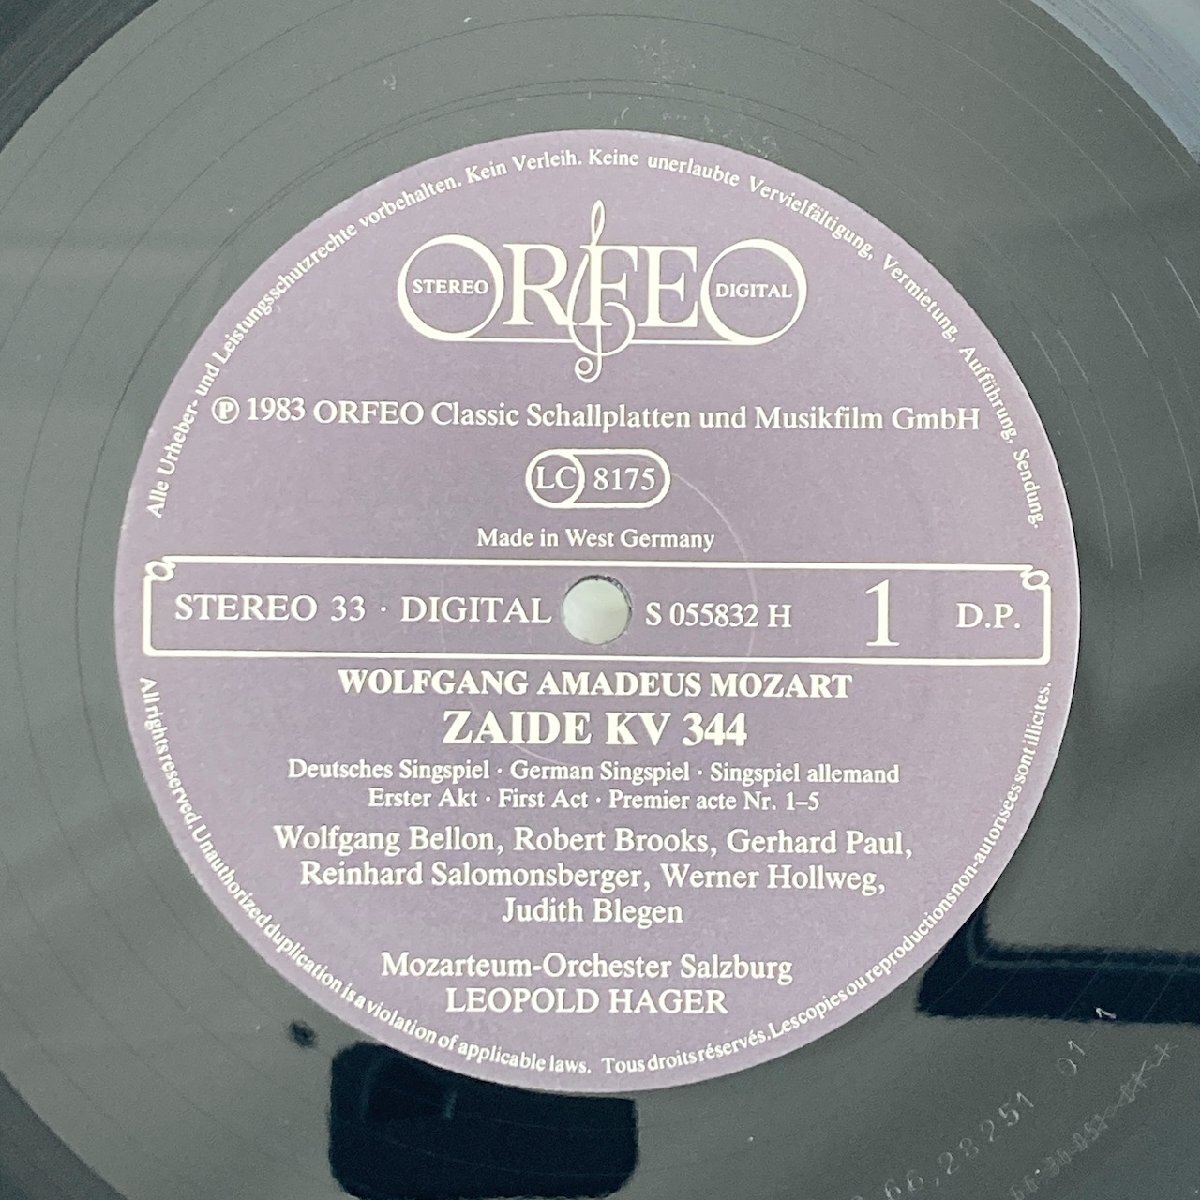 Alle Urheber- und Leistungsschutzrechte vorbehalten. Kein Verleih. Keine unerlaubte Vervielfältigung, Vermietung, Aufführung, Sendung.
ORFEO
STEREO
DIGITAL
Ⓟ 1983 ORFEO Classic Schallplatten und Musikfilm GmbH
LC 8175
Made in West Germany
STEREO 33 · DIGITAL S 055832 H 1 D.P.
WOLFGANG AMADEUS MOZART
ZAIDE KV 344
Deutsches Singspiel · German Singspiel · Singspiel allemand
Erster Akt · First Act · Premier acte Nr. 1–5
Wolfgang Bellon, Robert Brooks, Gerhard Paul,
Reinhard Salomonsberger, Werner Hollweg,
Judith Blegen
Mozarteum-Orchester Salzburg
LEOPOLD HAGER
All rights reserved. Unauthorized duplication is a violation of applicable laws. Tous droits réservés. Les copies ou reproductions non-autorisées sont illicites.
66.28251 01